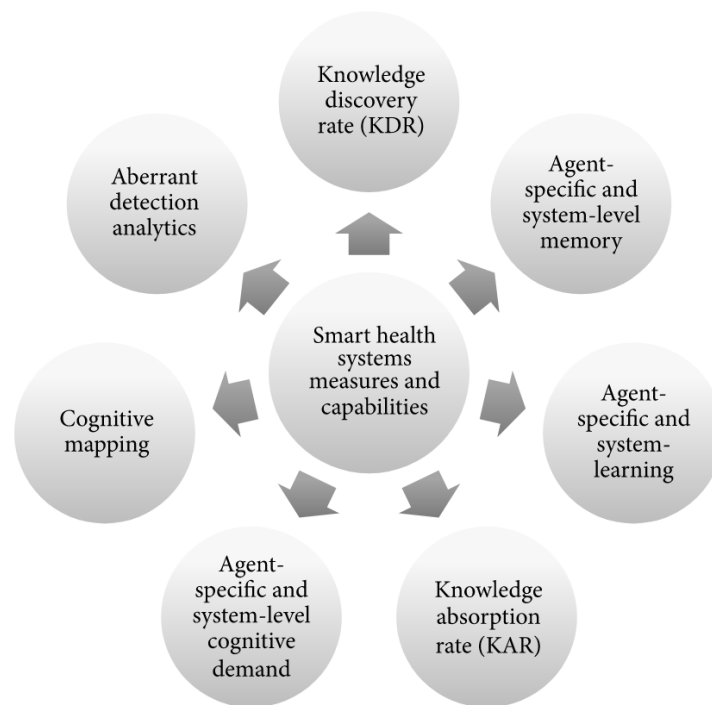 Knowledge
discovery
rate (KDR)
Agent-
specific and
system-level
memory
Aberrant
detection
analytics
Smart health
systems
measures and
capabilities
Agent-
specific and
system-
learning
Cognitive
mapping
Agent-
specific and
system-level
cognitive
demand
Knowledge
absorption
rate (KAR)